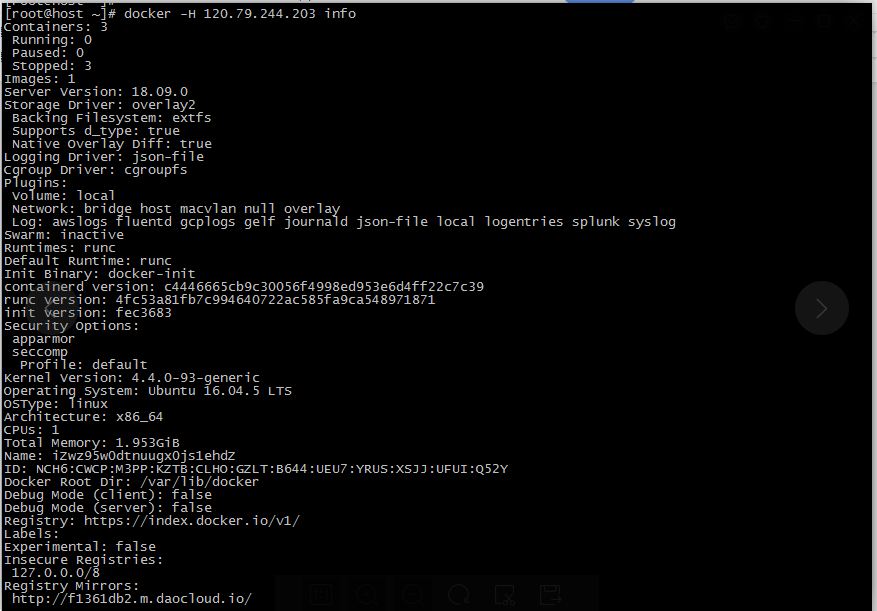 [root@host ~]# docker -H 120.79.244.203 info
Containers: 3
 Running: 0
 Paused: 0
 Stopped: 3
Images: 1
Server Version: 18.09.0
Storage Driver: overlay2
 Backing Filesystem: extfs
 Supports d_type: true
 Native Overlay Diff: true
Logging Driver: json-file
Cgroup Driver: cgroupfs
Plugins:
 Volume: local
 Network: bridge host macvlan null overlay
 Log: awslogs fluentd gcplogs gelf journald json-file local logentries splunk syslog
Swarm: inactive
Runtimes: runc
Default Runtime: runc
Init Binary: docker-init
containerd version: c4446665cb9c30056f4998ed953e6d4ff22c7c39
runc version: 4fc53a81fb7c994640722ac585fa9ca548971871
init version: fec3683
Security Options:
 apparmor
 seccomp
  Profile: default
Kernel Version: 4.4.0-93-generic
Operating System: Ubuntu 16.04.5 LTS
OSType: linux
Architecture: x86_64
CPUs: 1
Total Memory: 1.953GiB
Name: iZwz95w0dtnuugx0js1ehdZ
ID: NCH6:CWCP:M3PP:KZTB:CLHO:GZLT:B644:UEU7:YRUS:XSJJ:UFUI:Q52Y
Docker Root Dir: /var/lib/docker
Debug Mode (client): false
Debug Mode (server): false
Registry: https://index.docker.io/v1/
Labels:
Experimental: false
Insecure Registries:
 127.0.0.0/8
Registry Mirrors:
 http://f1361db2.m.daocloud.io/